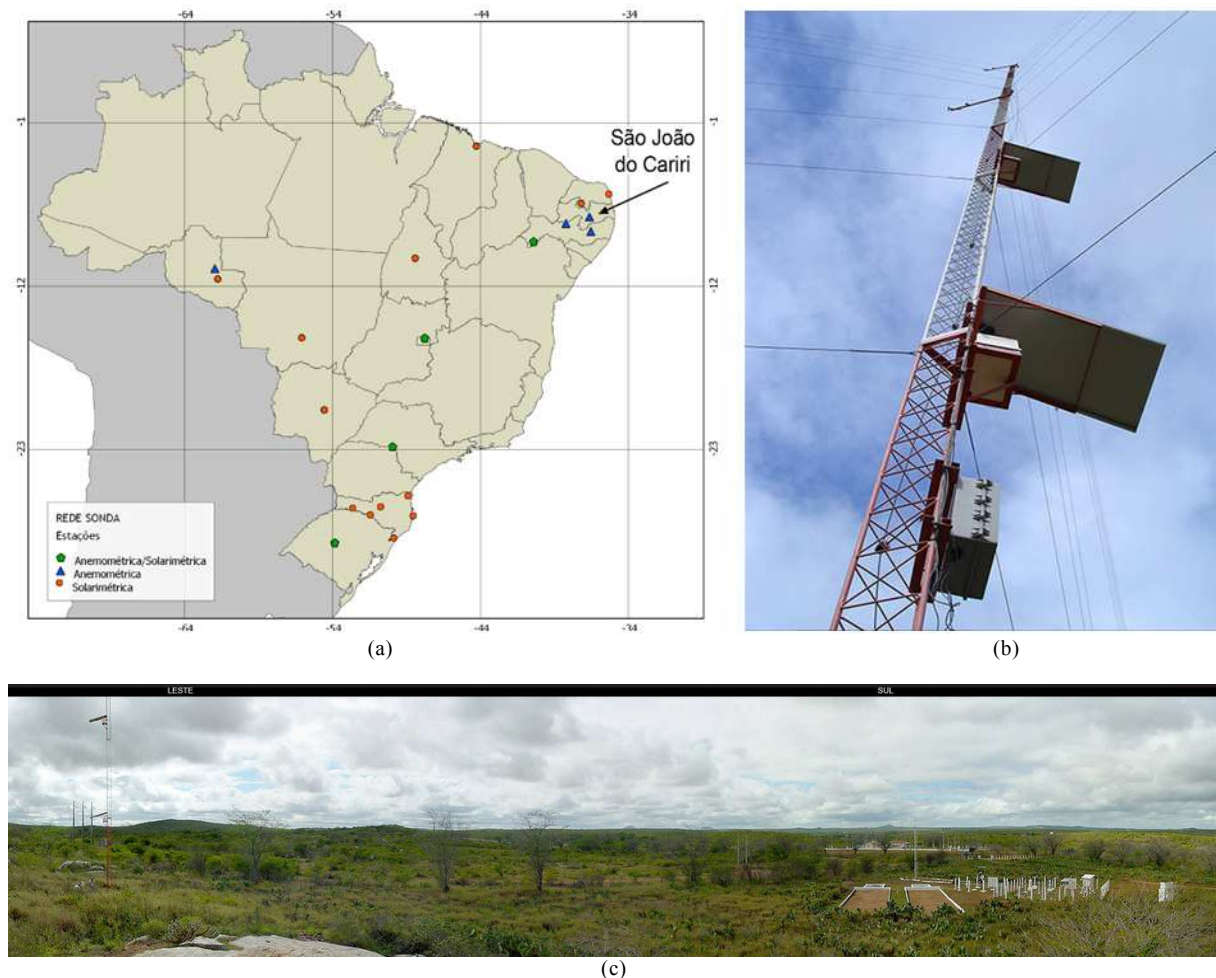 -64
-54
-44
-34
-1
-1
São João
do Cariri
-12
-12
-23
-23
REDE SONDA
Estações
Anemométrica/Solarimétrica
Anemométrica
Solarimétrica
-64
-54
-44
-34
(a)
(b)
LESTE
SUL
(c)